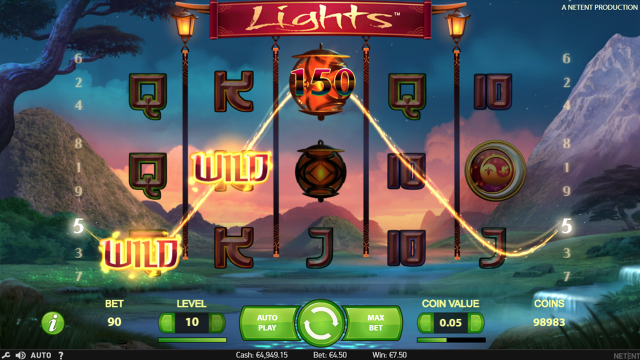 Lights™
A NETENT PRODUCTION
6 Q K 150 Q 10 6
2 2
4 4
8 8
1 Q WILD 10 1
9 9
5 5
3 WILD K J 10 J 3
7 7
BET LEVEL AUTO PLAY MAX BET COIN VALUE COINS
i 90 10 0.05 98983
AUTO ? Cash: €4,949.15 Bet: €4.50 Win: €7.50 NETENT